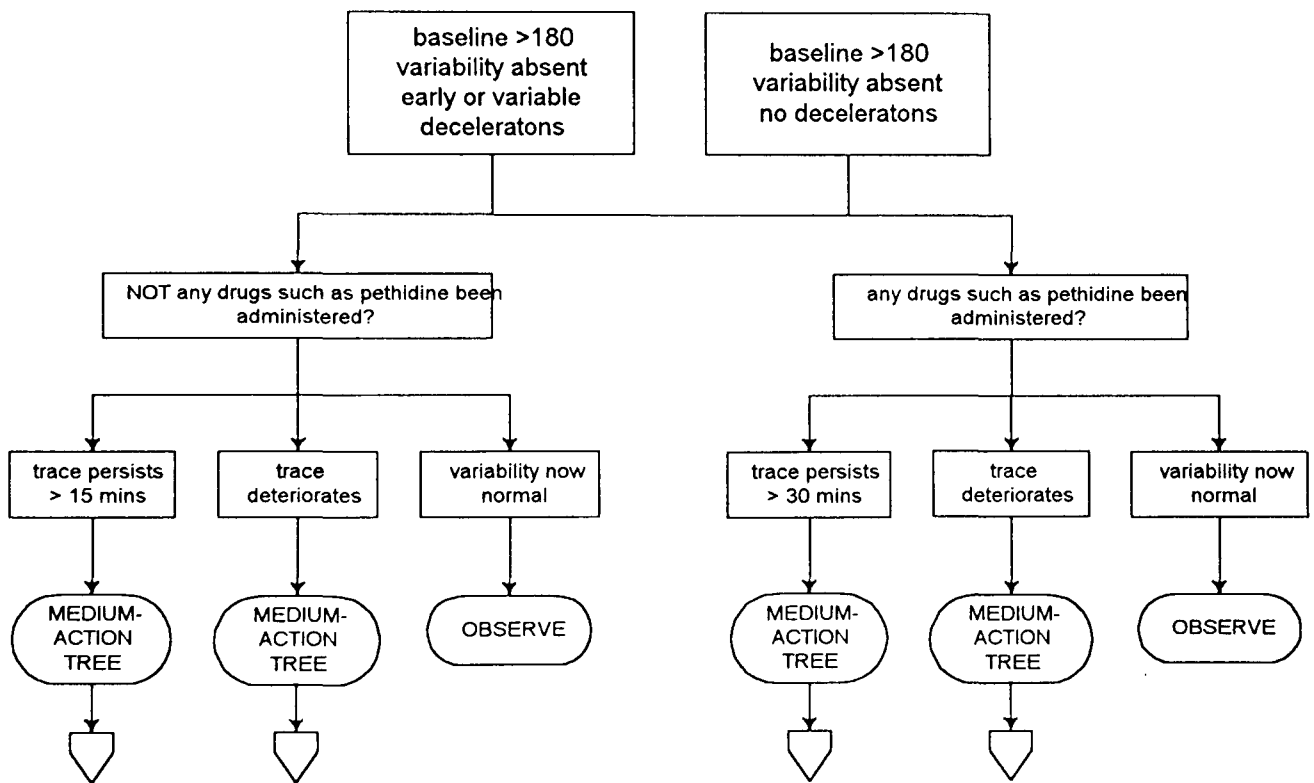 baseline >180
variability absent
early or variable
deceleratons
baseline >180
variability absent
no deceleratons
NOT any drugs such as pethidine been
administered?
any drugs such as pethidine been
administered?
trace persists
> 15 mins
trace
deteriorates
variability now
normal
trace persists
> 30 mins
trace
deteriorates
variability now
normal
MEDIUM-
ACTION
TREE
MEDIUM-
ACTION
TREE
OBSERVE
MEDIUM-
ACTION
TREE
MEDIUM-
ACTION
TREE
OBSERVE